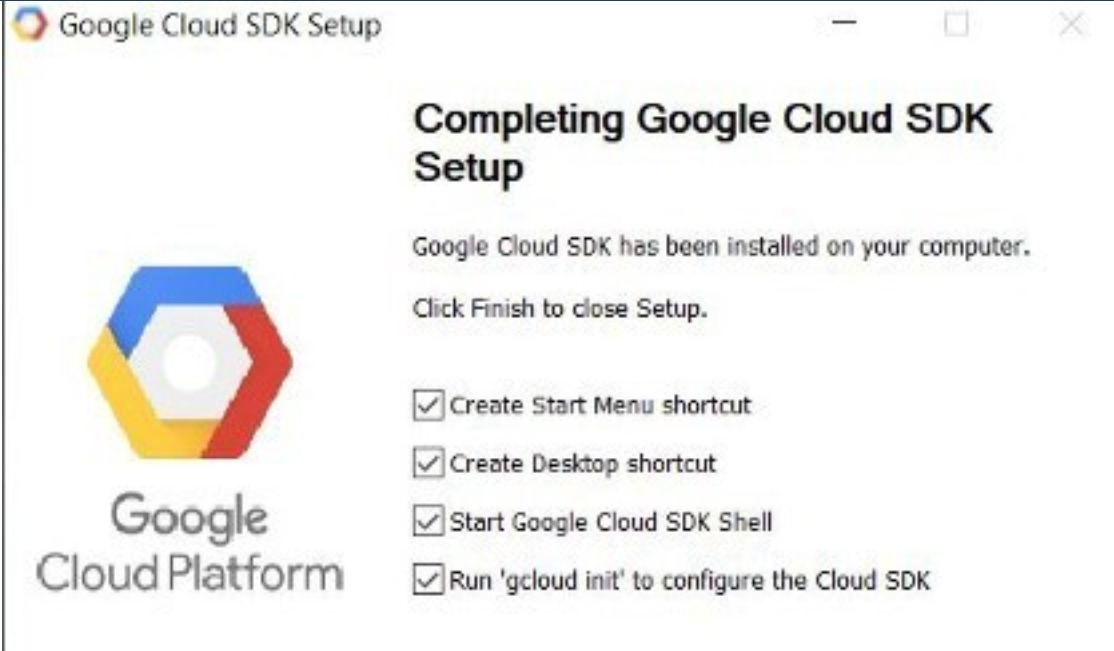 Google Cloud SDK Setup
Completing Google Cloud SDK
Setup
Google Cloud SDK has been installed on your computer.
Click Finish to close Setup.
Create Start Menu shortcut
Create Desktop shortcut
Start Google Cloud SDK Shell
Run 'gcloud init' to configure the Cloud SDK
Google
Cloud Platform